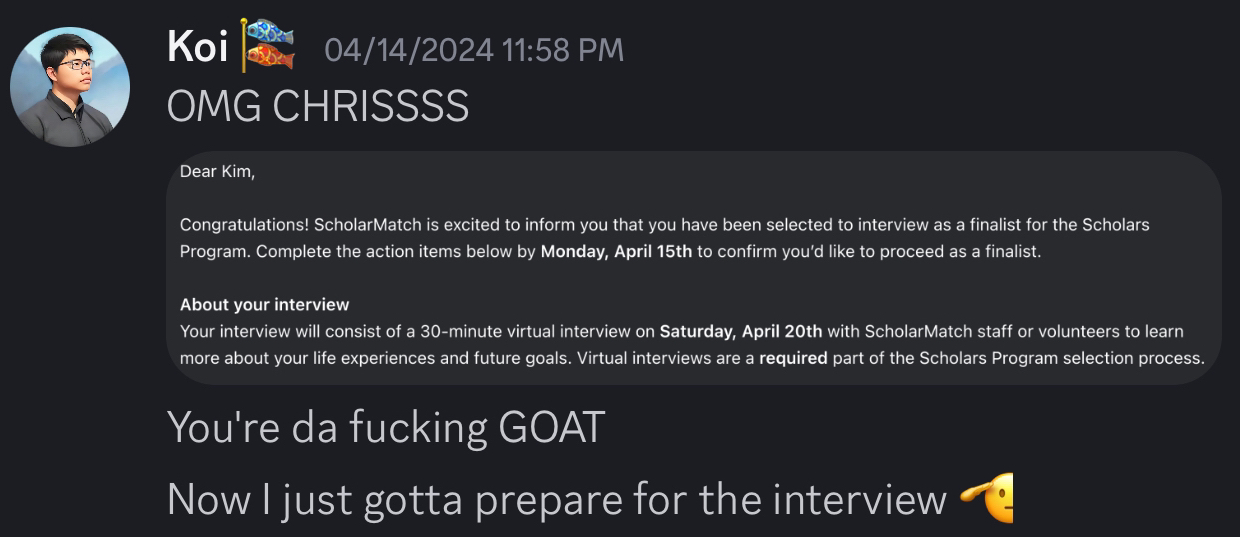 Koi 🎏 04/14/2024 11:58 PM
OMG CHRISSSS
Dear Kim,
Congratulations! ScholarMatch is excited to inform you that you have been selected to interview as a finalist for the Scholars
Program. Complete the action items below by Monday, April 15th to confirm you’d like to proceed as a finalist.
About your interview
Your interview will consist of a 30-minute virtual interview on Saturday, April 20th with ScholarMatch staff or volunteers to learn
more about your life experiences and future goals. Virtual interviews are a required part of the Scholars Program selection process.
You're da fucking GOAT
Now I just gotta prepare for the interview